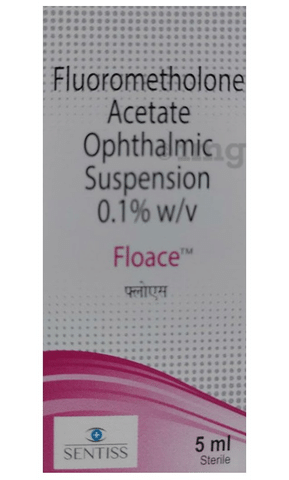 Fluorometholone
Acetate
Ophthalmic
Suspension
0.1% w/v
Floace™
फ्लोएस
SENTISS
5 ml
Sterile